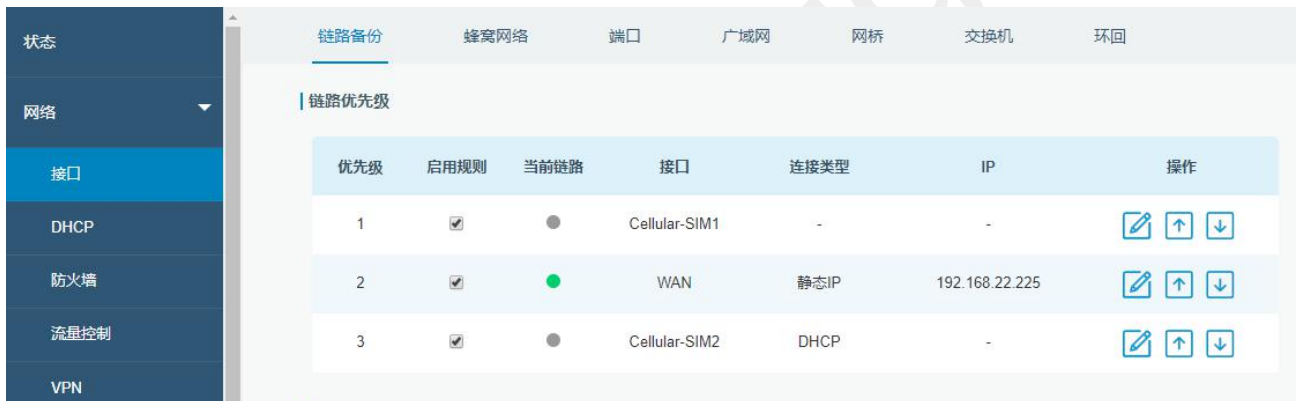 状态
链路备份 蜂窝网络 端口 广域网 网桥 交换机 环回
网络
链路优先级
优先级 启用规则 当前链路 接口 连接类型 IP 操作
接口
1 Cellular-SIM1 - -
DHCP
2 WAN 静态IP 192.168.22.225
防火墙
3 Cellular-SIM2 DHCP -
流量控制
VPN